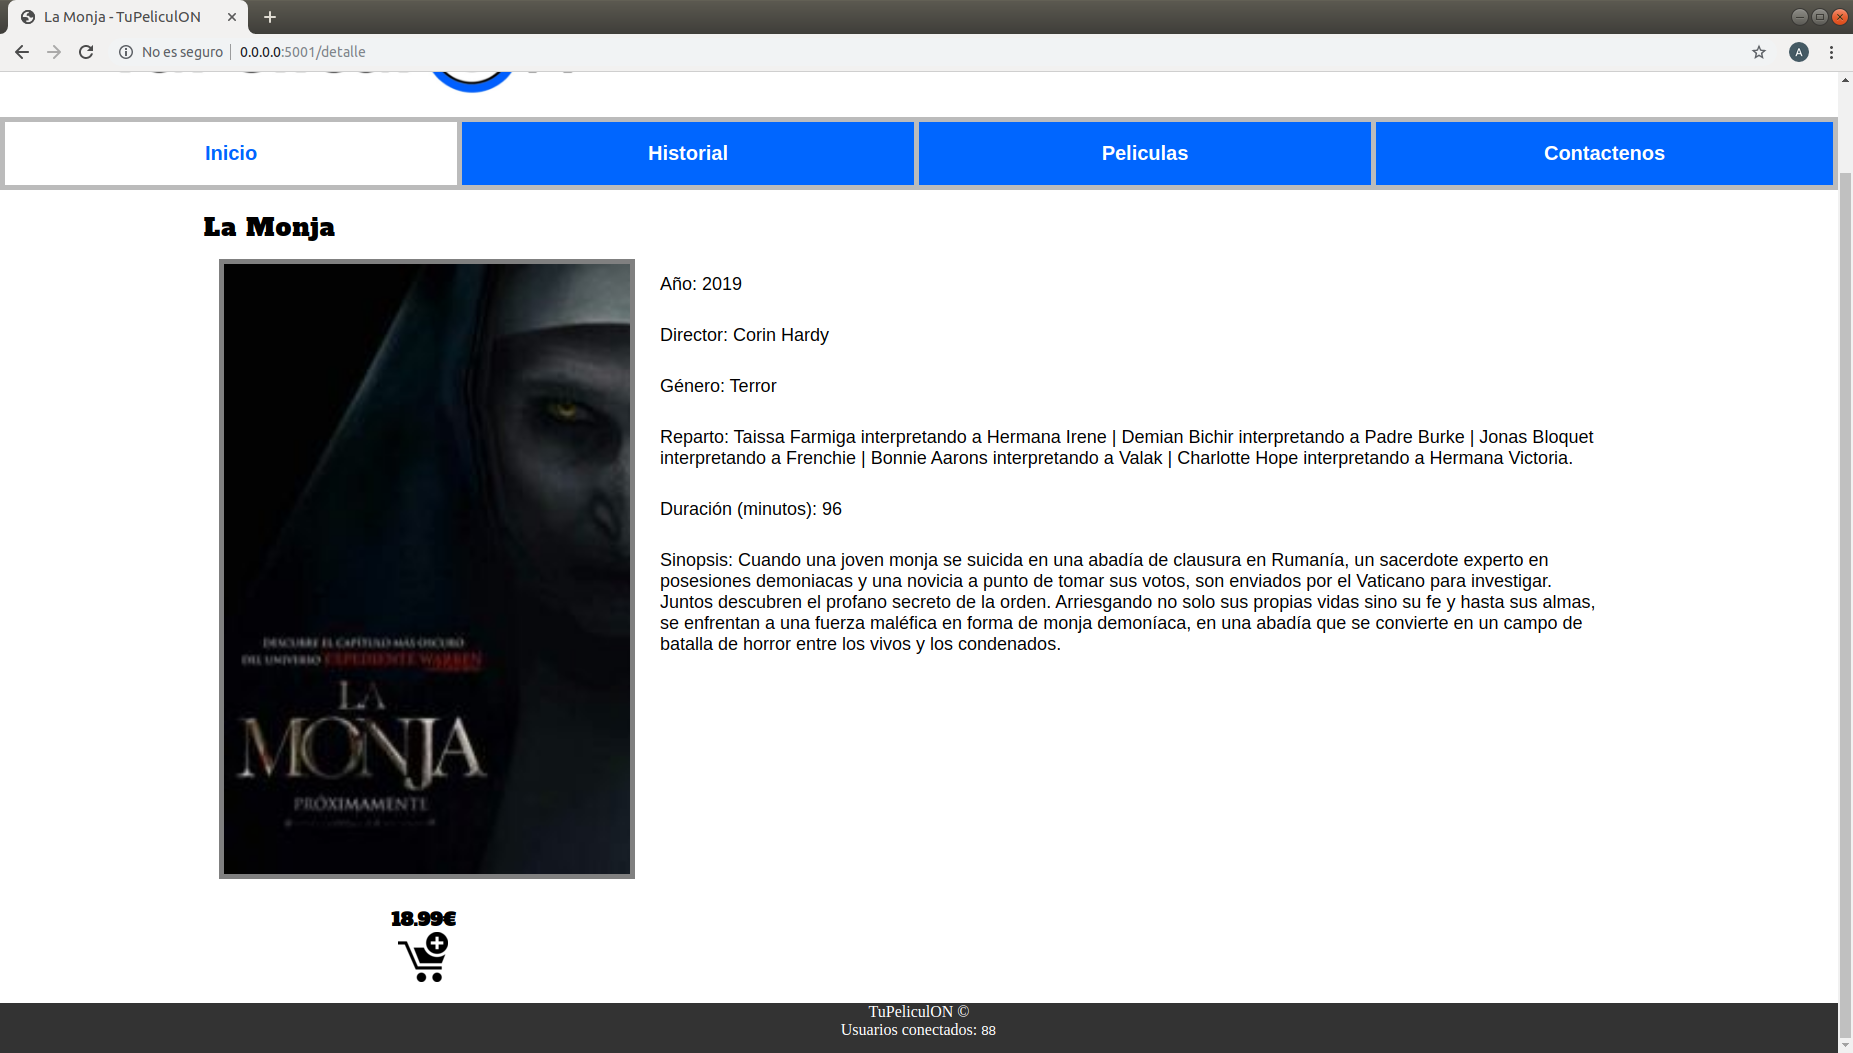 La Monja - TuPeliculON
No es seguro | 0.0.0.0:5001/detalle
A
Inicio
Historial
Peliculas
Contactenos
La Monja
DESCUBRE EL CAPÍTULO MÁS OSCURO
DEL UNIVERSO EXPEDIENTE WARREN
LA
MONJA
PRÓXIMAMENTE
Año: 2019
Director: Corin Hardy
Género: Terror
Reparto: Taissa Farmiga interpretando a Hermana Irene | Demian Bichir interpretando a Padre Burke | Jonas Bloquet
interpretando a Frenchie | Bonnie Aarons interpretando a Valak | Charlotte Hope interpretando a Hermana Victoria.
Duración (minutos): 96
Sinopsis: Cuando una joven monja se suicida en una abadía de clausura en Rumanía, un sacerdote experto en
posesiones demoniacas y una novicia a punto de tomar sus votos, son enviados por el Vaticano para investigar.
Juntos descubren el profano secreto de la orden. Arriesgando no solo sus propias vidas sino su fe y hasta sus almas,
se enfrentan a una fuerza maléfica en forma de monja demoníaca, en una abadía que se convierte en un campo de
batalla de horror entre los vivos y los condenados.
18.99€
TuPeliculON ©
Usuarios conectados: 88